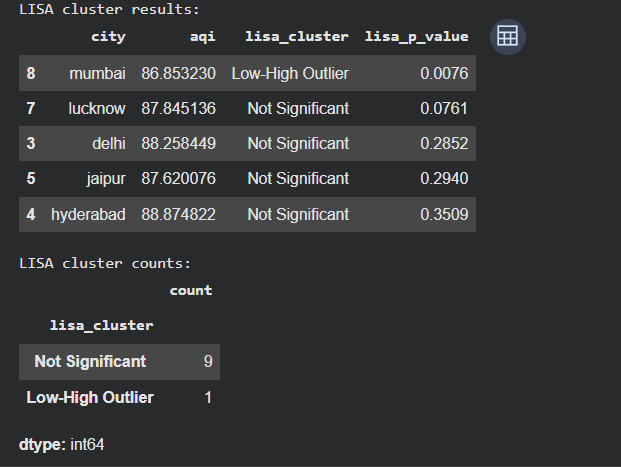 LISA cluster results:
city aqi lisa_cluster lisa_p_value
8 mumbai 86.853230 Low-High Outlier 0.0076
7 lucknow 87.845136 Not Significant 0.0761
3 delhi 88.258449 Not Significant 0.2852
5 jaipur 87.620076 Not Significant 0.2940
4 hyderabad 88.874822 Not Significant 0.3509
LISA cluster counts:
count
lisa_cluster
Not Significant 9
Low-High Outlier 1
dtype: int64